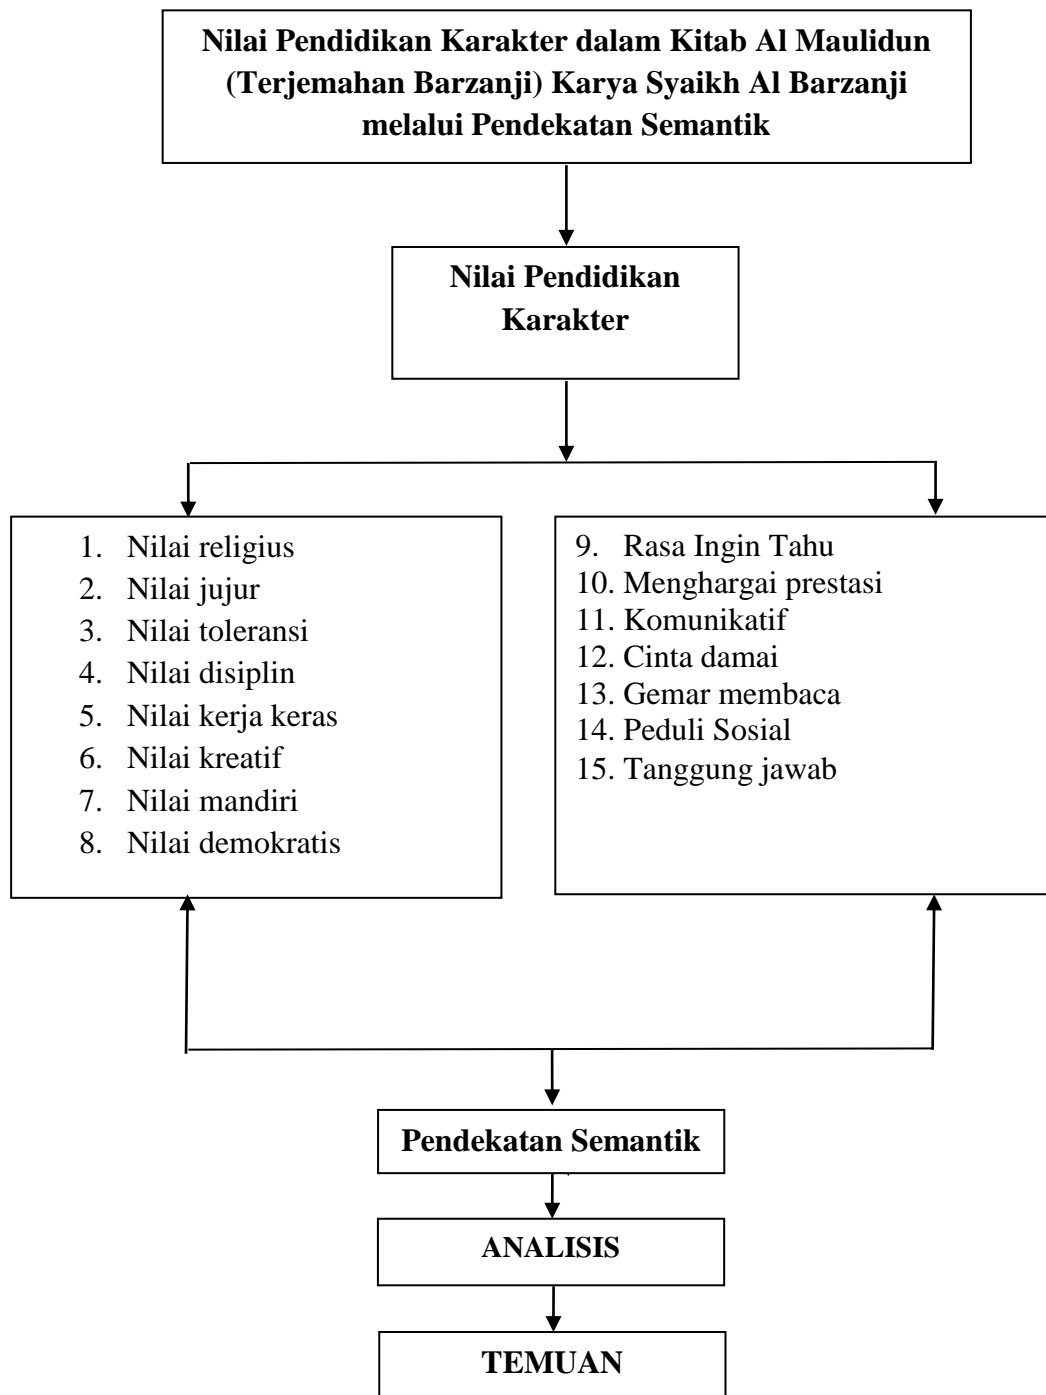 Nilai Pendidikan Karakter dalam Kitab Al Maulidun
(Terjemahan Barzanji) Karya Syaikh Al Barzanji
melalui Pendekatan Semantik
Nilai Pendidikan
Karakter
1. Nilai religius
2. Nilai jujur
3. Nilai toleransi
4. Nilai disiplin
5. Nilai kerja keras
6. Nilai kreatif
7. Nilai mandiri
8. Nilai demokratis
9. Rasa Ingin Tahu
10. Menghargai prestasi
11. Komunikatif
12. Cinta damai
13. Gemar membaca
14. Peduli Sosial
15. Tanggung jawab
Pendekatan Semantik
ANALISIS
TEMUAN